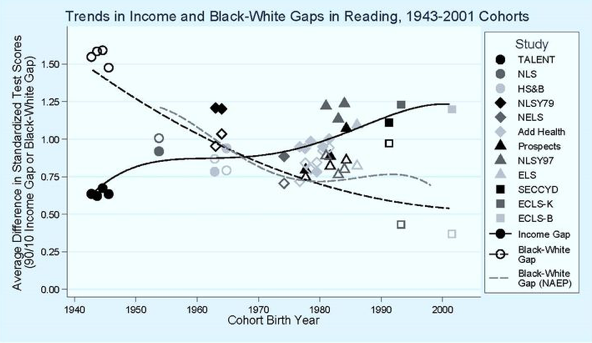 Trends in Income and Black-White Gaps in Reading, 1943-2001 Cohorts
Average Difference in Standardized Test Scores
(90/10 Income Gap or Black-White Gap)
1.50
1.25
1.00
0.75
0.50
0.25
0.00
1940 1950 1960 1970 1980 1990 2000
Cohort Birth Year
Study
TALENT
NLS
HS&B
NLSY79
NELS
Add Health
Prospects
NLSY97
ELS
SECCYD
ECLS-K
ECLS-B
Income Gap
Black-White
Gap
Black-White
Gap (NAEP)